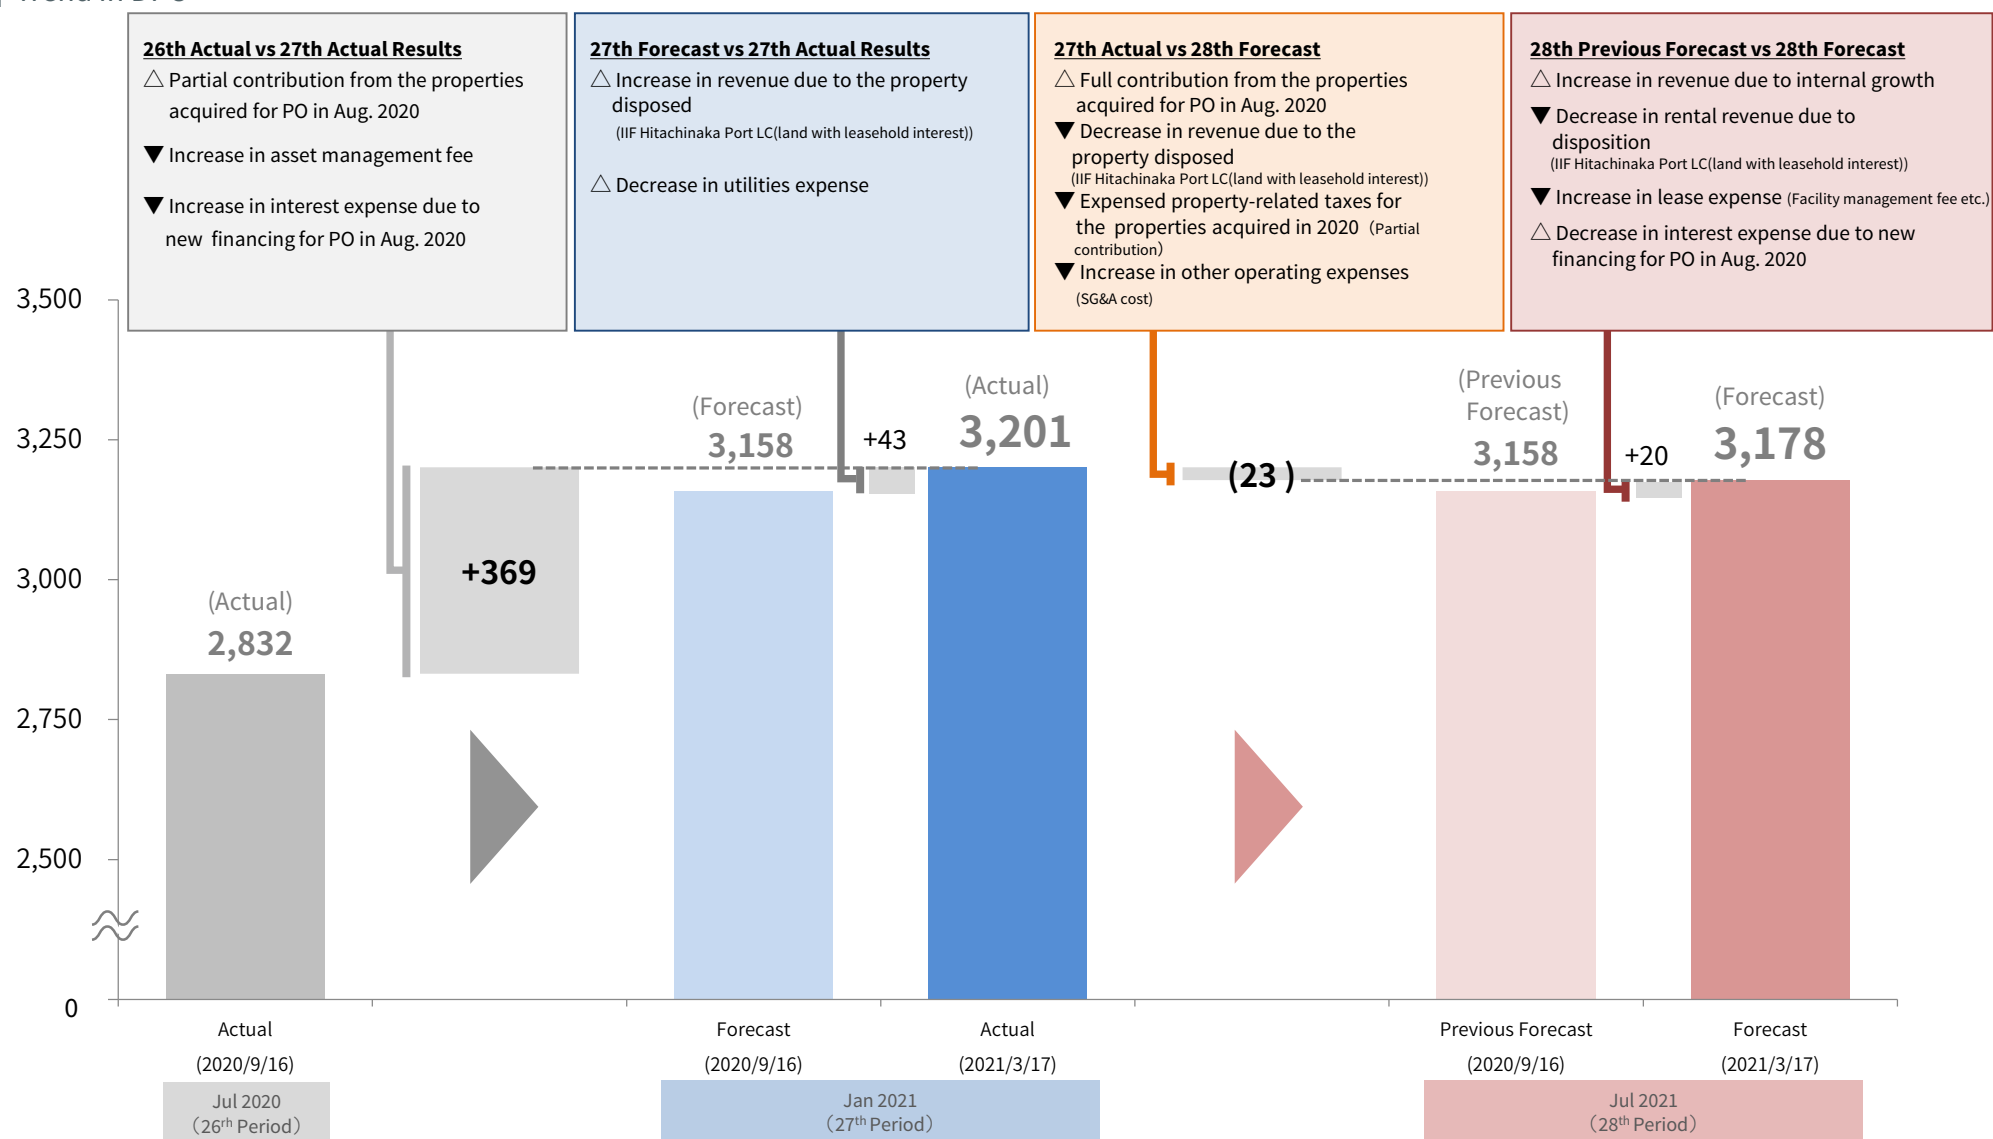 Trend in DPU
26th Actual vs 27th Actual Results
△ Partial contribution from the properties
acquired for PO in Aug. 2020
▼ Increase in asset management fee
▼ Increase in interest expense due to
new financing for PO in Aug. 2020
27th Forecast vs 27th Actual Results
△ Increase in revenue due to the property
disposed
(IIF Hitachinaka Port LC(land with leasehold interest))
△ Decrease in utilities expense
27th Actual vs 28th Forecast
△ Full contribution from the properties
acquired for PO in Aug. 2020
▼ Decrease in revenue due to the
property disposed
(IIF Hitachinaka Port LC(land with leasehold interest))
▼ Expensed property-related taxes for
the properties acquired in 2020（Partial
contribution）
▼ Increase in other operating expenses
(SG&A cost)
28th Previous Forecast vs 28th Forecast
△ Increase in revenue due to internal growth
▼ Decrease in rental revenue due to
disposition
(IIF Hitachinaka Port LC(land with leasehold interest))
▼ Increase in lease expense (Facility management fee etc.)
△ Decrease in interest expense due to new
financing for PO in Aug. 2020
3,500
3,250
3,000
2,750
2,500
0
(Actual)
2,832
+369
(Forecast)
3,158
+43
(Actual)
3,201
(23 )
(Previous
Forecast)
3,158
+20
(Forecast)
3,178
Actual
(2020/9/16)
Forecast
(2020/9/16)
Actual
(2021/3/17)
Previous Forecast
(2020/9/16)
Forecast
(2021/3/17)
Jul 2020
（26rh Period）
Jan 2021
（27th Period）
Jul 2021
（28th Period）